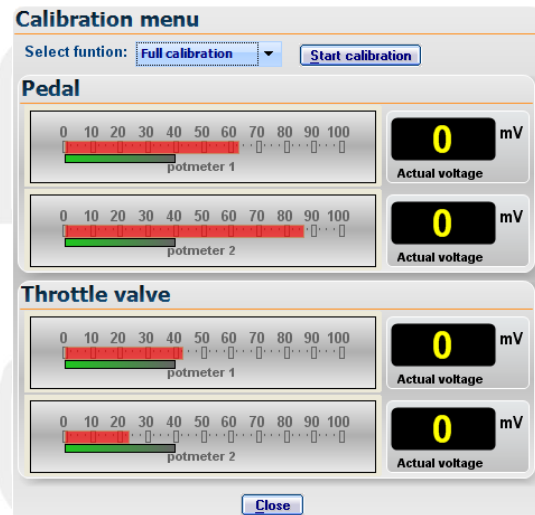 Calibration menu
Select funtion: Full calibration Start calibration
Pedal
0 10 20 30 40 50 60 70 80 90 100
potmeter 1
0 mV
Actual voltage
0 10 20 30 40 50 60 70 80 90 100
potmeter 2
0 mV
Actual voltage
Throttle valve
0 10 20 30 40 50 60 70 80 90 100
potmeter 1
0 mV
Actual voltage
0 10 20 30 40 50 60 70 80 90 100
potmeter 2
0 mV
Actual voltage
Close